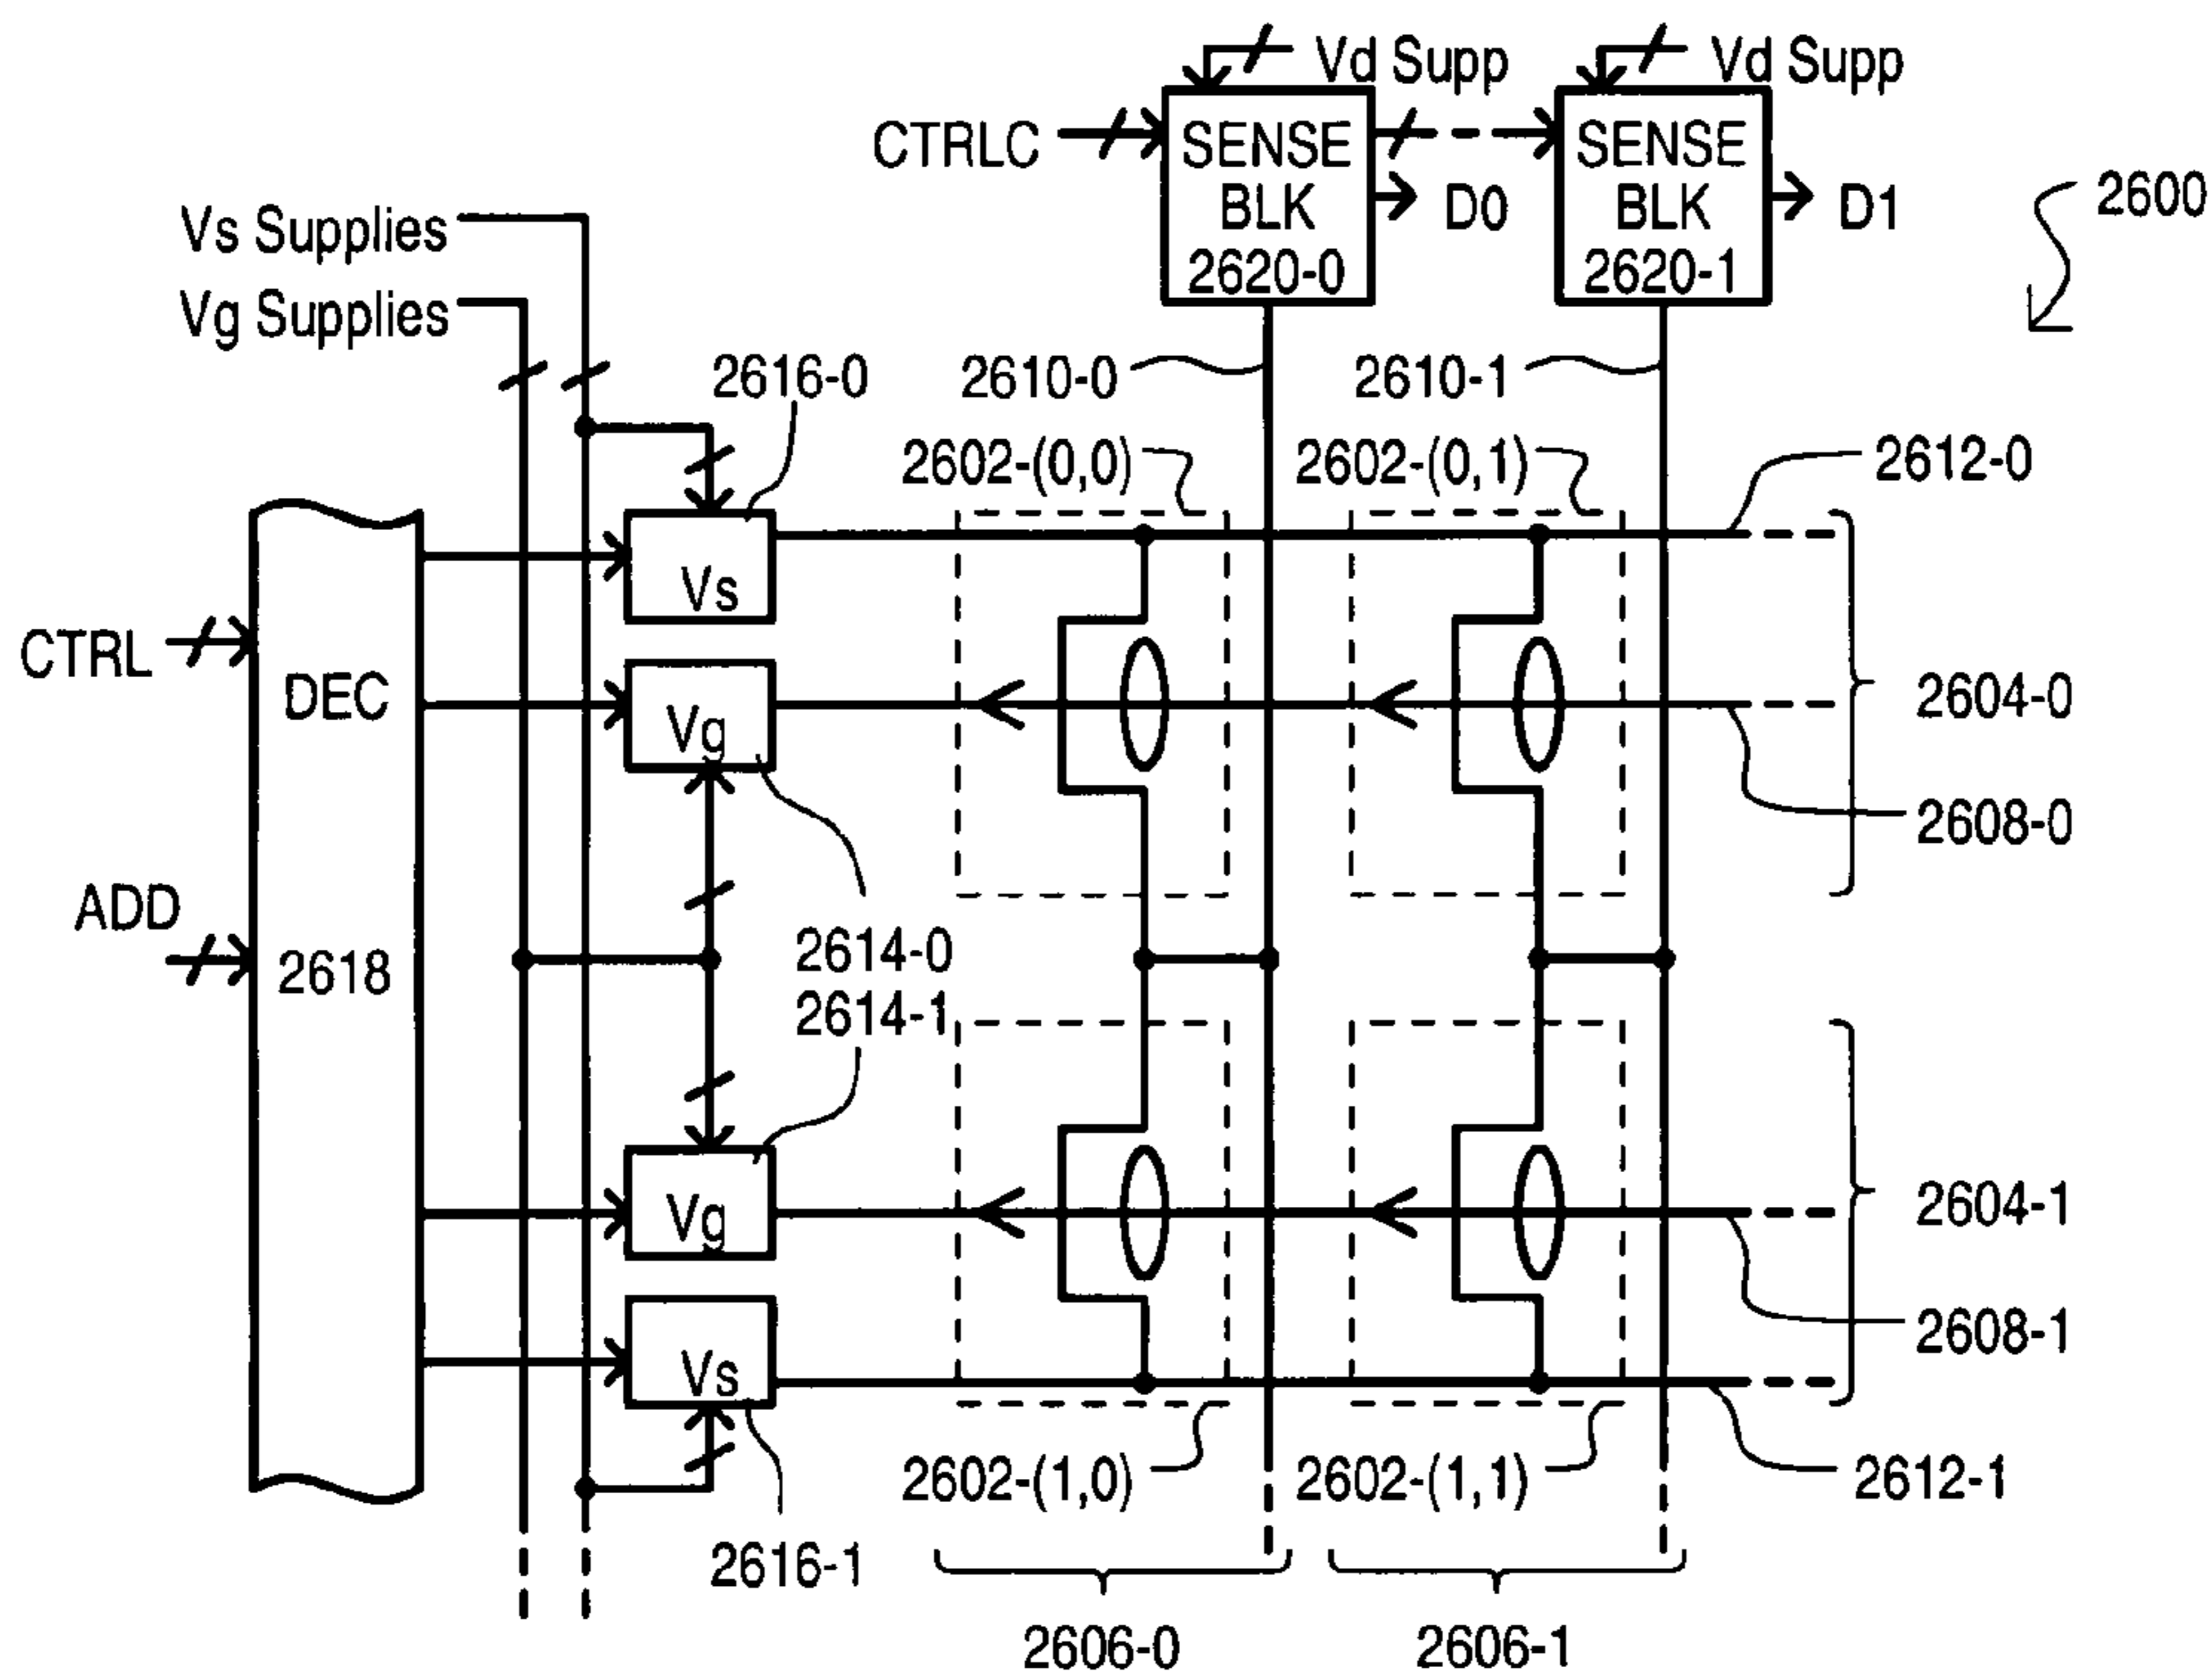 Vd Supp
Vd Supp
CTRLC
SENSE
BLK
2620-0
D0
SENSE
BLK
2620-1
D1
2600
Vs Supplies
Vg Supplies
2616-0
2610-0
2610-1
2602-(0,0)
2602-(0,1)
2612-0
Vs
CTRL
DEC
Vg
2604-0
2608-0
ADD
2618
2614-0
2614-1
Vg
2604-1
2608-1
Vs
2602-(1,0)
2602-(1,1)
2612-1
2616-1
2606-0
2606-1